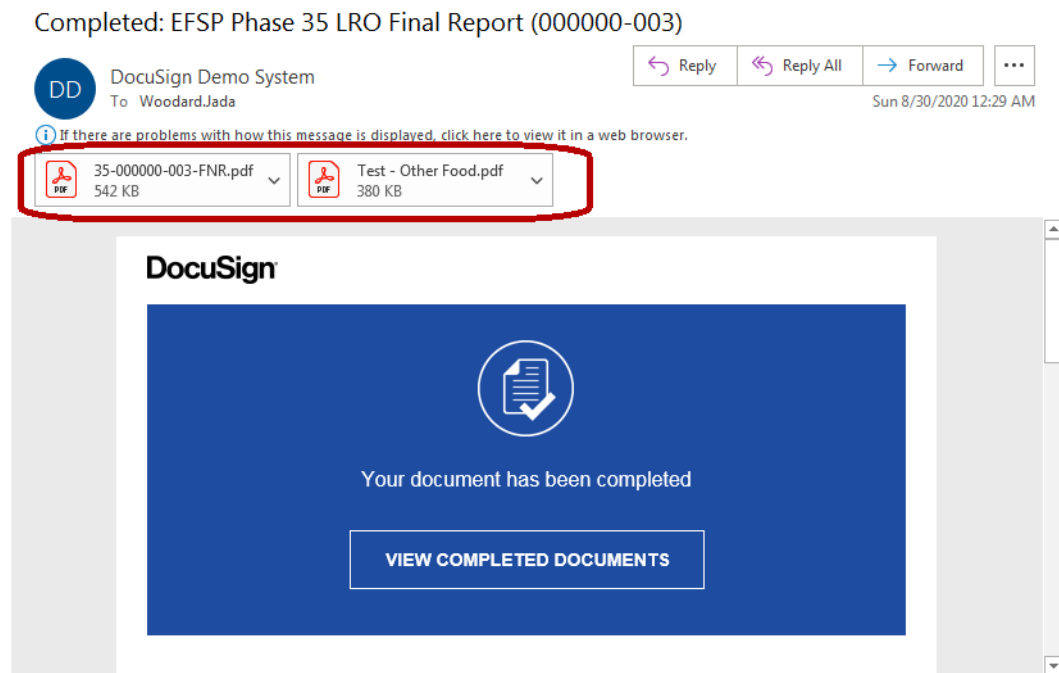 Completed: EFSP Phase 35 LRO Final Report (000000-003)
DD
DocuSign Demo System
To Woodard.Jada
Reply
Reply All
Forward
Sun 8/30/2020 12:29 AM
If there are problems with how this message is displayed, click here to view it in a web browser.
PDF
35-000000-003-FNR.pdf
542 KB
PDF
Test - Other Food.pdf
380 KB
DocuSign
Your document has been completed
VIEW COMPLETED DOCUMENTS